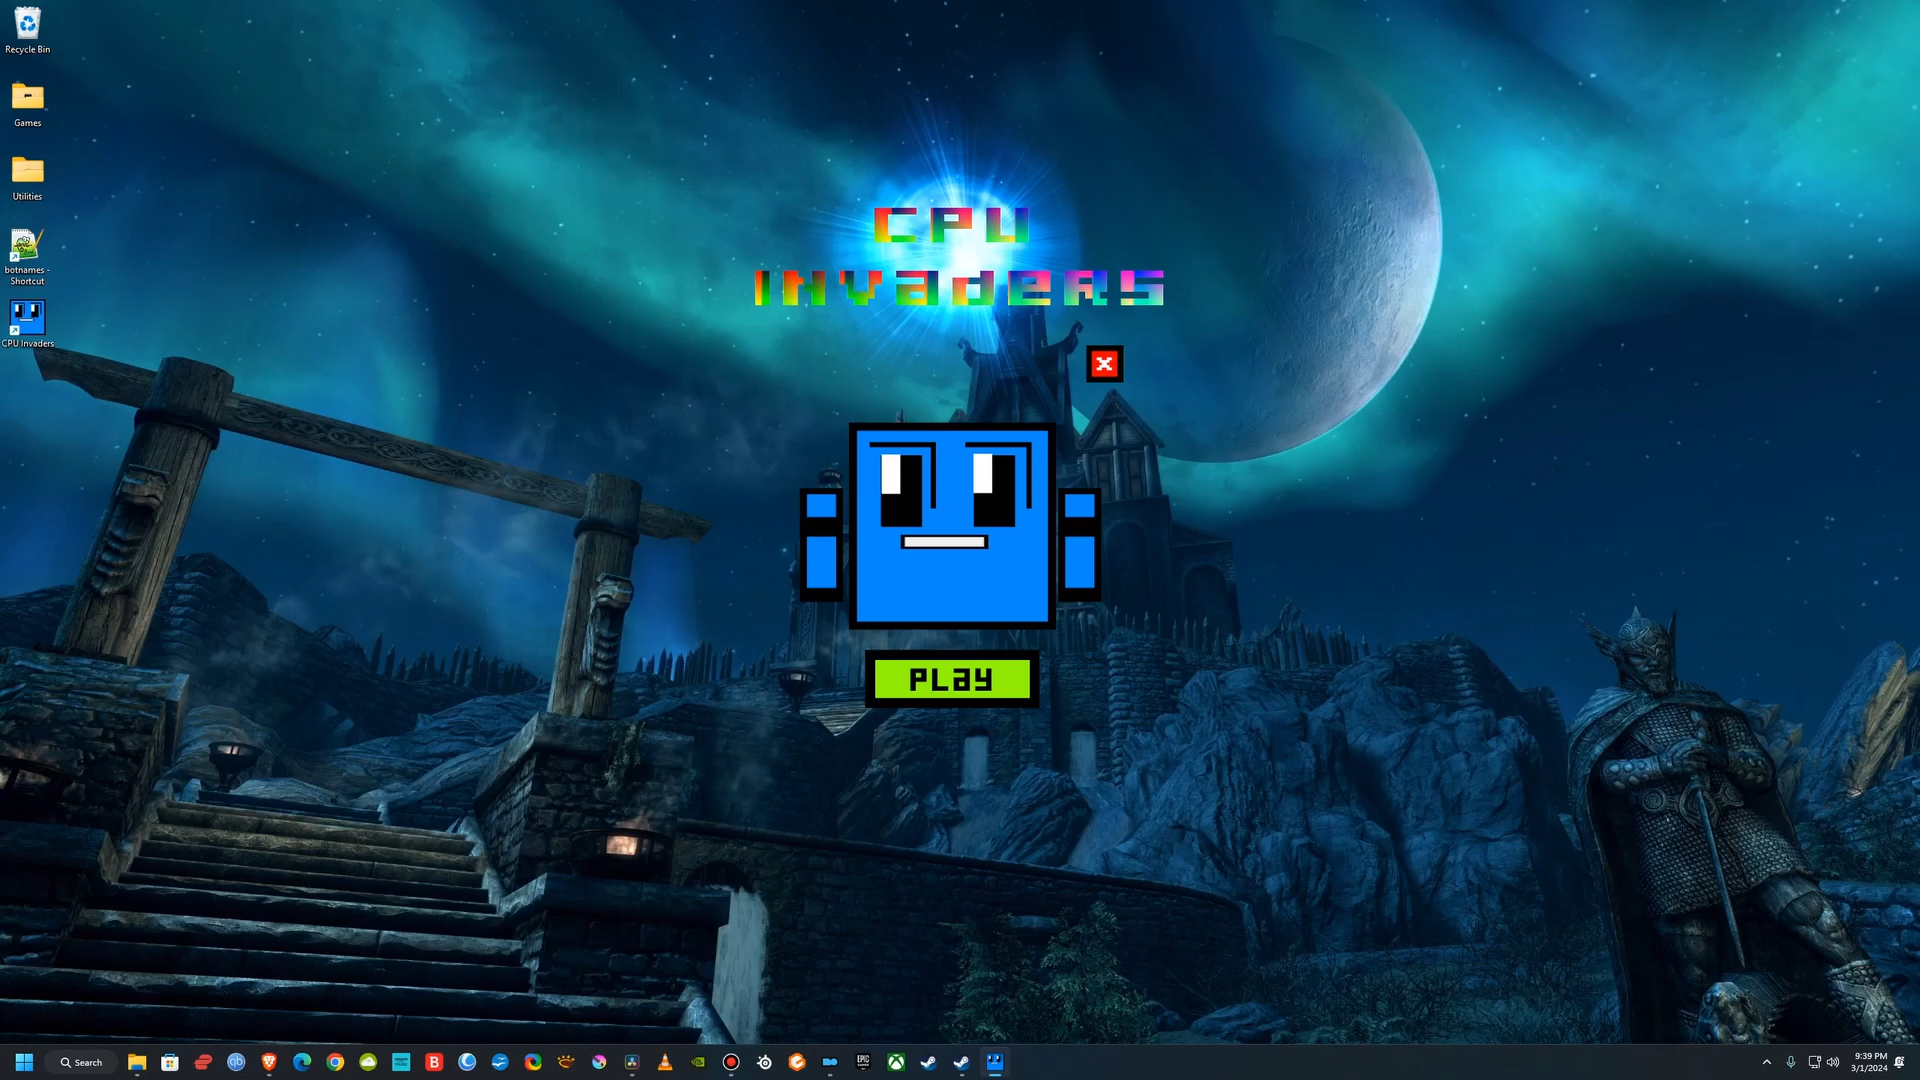 Recycle Bin
Games
Utilities
botnames -
Shortcut
CPU Invaders
CPU
INVaders
PLay
Search
EPIC
B
qb
9:39 PM
3/1/2024